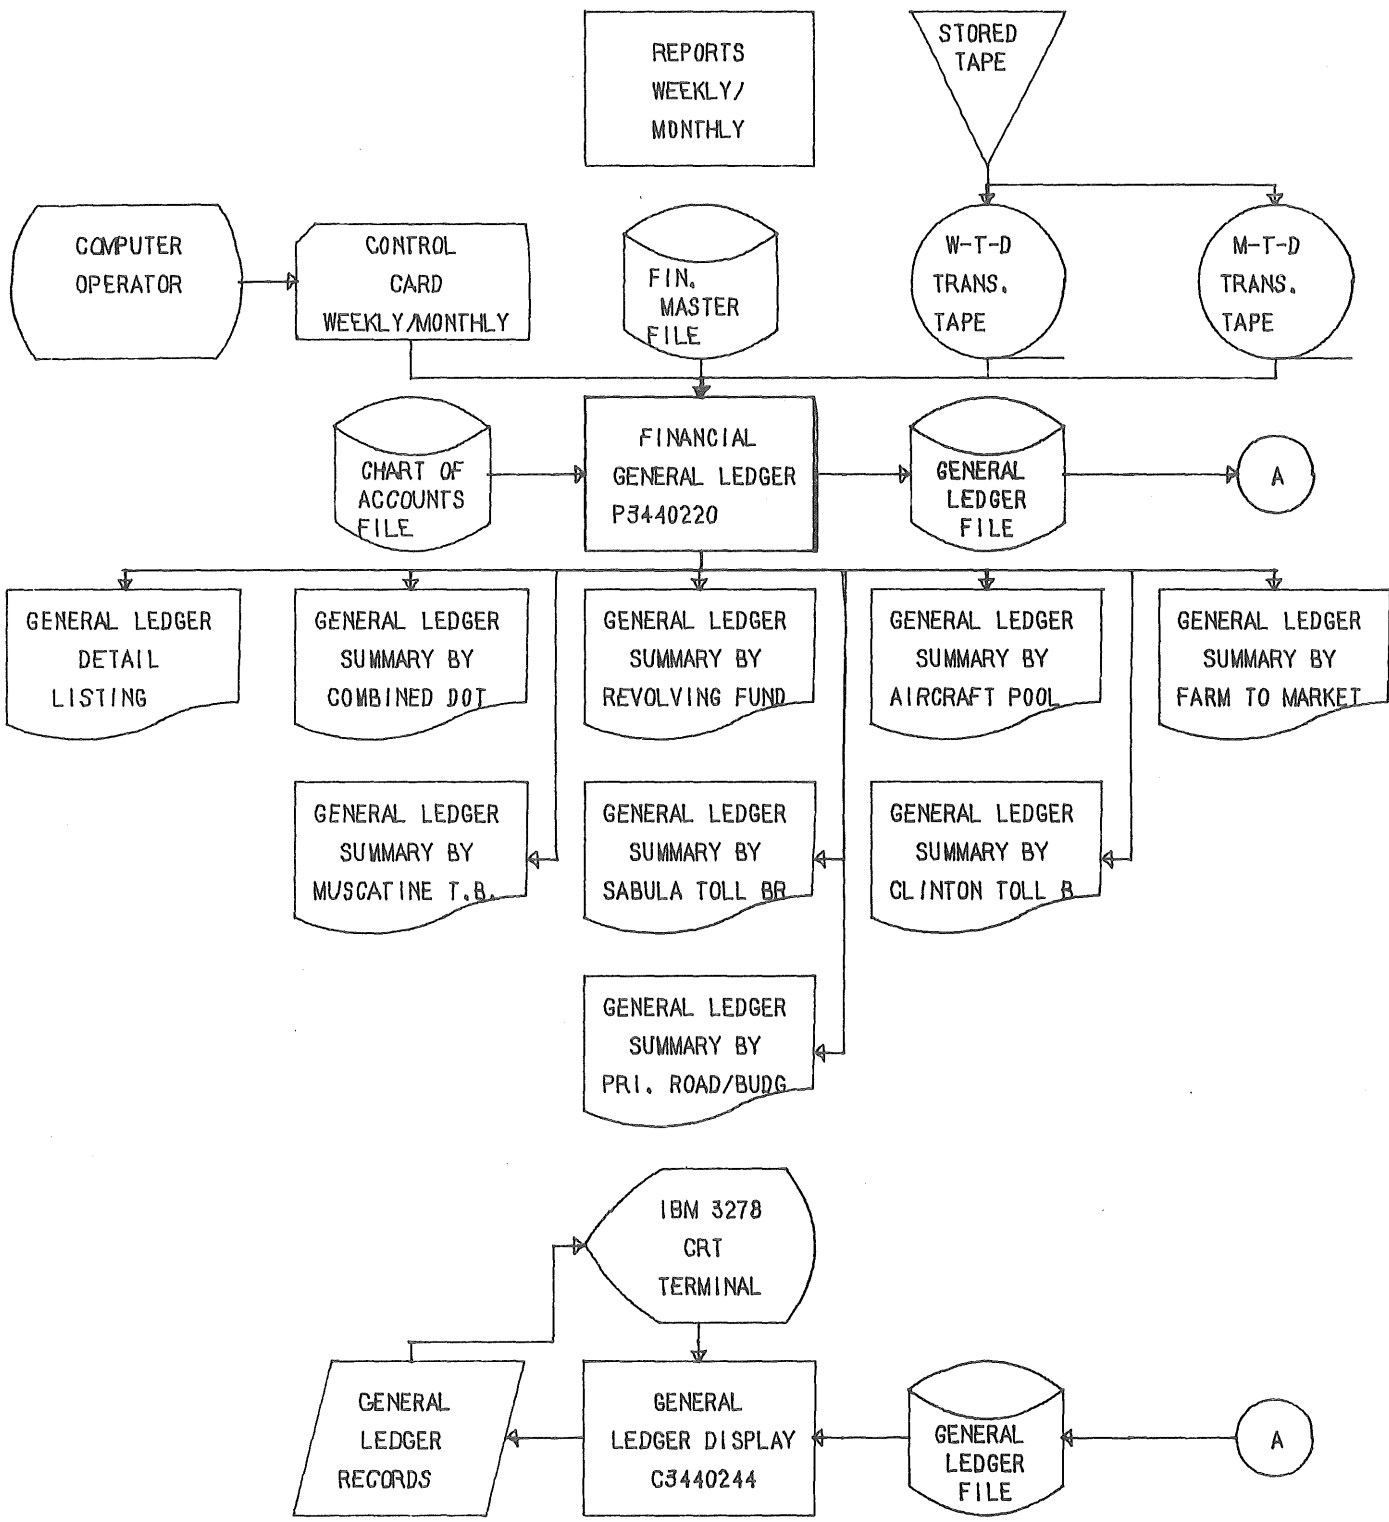 REPORTS
WEEKLY/
MONTHLY
STORED
TAPE
COMPUTER
OPERATOR
CONTROL
CARD
WEEKLY/MONTHLY
FIN.
MASTER
FILE
W-T-D
TRANS.
TAPE
M-T-D
TRANS.
TAPE
CHART OF
ACCOUNTS
FILE
FINANCIAL
GENERAL LEDGER
P3440220
GENERAL
LEDGER
FILE
A
GENERAL LEDGER
DETAIL
LISTING
GENERAL LEDGER
SUMMARY BY
COMBINED DOT
GENERAL LEDGER
SUMMARY BY
REVOLVING FUND
GENERAL LEDGER
SUMMARY BY
AIRCRAFT POOL
GENERAL LEDGER
SUMMARY BY
FARM TO MARKET
GENERAL LEDGER
SUMMARY BY
MUSCATINE T.B.
GENERAL LEDGER
SUMMARY BY
SABULA TOLL BR
GENERAL LEDGER
SUMMARY BY
CLINTON TOLL B
GENERAL LEDGER
SUMMARY BY
PRI. ROAD/BUDG
IBM 3278
CRT
TERMINAL
GENERAL
LEDGER
RECORDS
GENERAL
LEDGER DISPLAY
C3440244
GENERAL
LEDGER
FILE
A